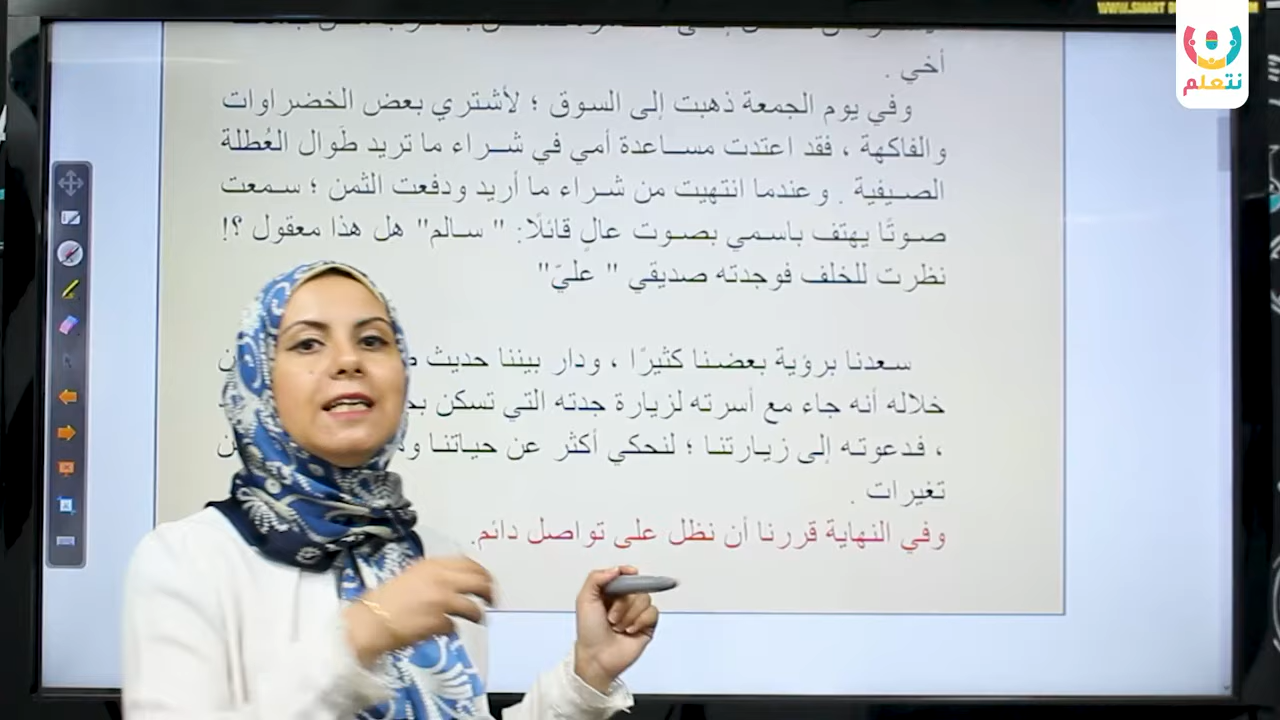 WWW.SMART
نتعلم
أخي .
وفي يوم الجمعة ذهبت إلى السوق ؛ لأشتري بعض الخضراوات
والفاكهة ، فقد اعتدت مساعدة أمي في شراء ما تريد طَوال العُطلة
الصيفية . وعندما انتهيت من شراء ما أريد ودفعت الثمن ؛ سمعت
صوتًا يهتف باسمي بصوت عالٍ قائلًا: " سالم" هل هذا معقول ؟!
نظرت للخلف فوجدته صديقي " عليّ"
سعدنا برؤية بعضنا كثيرًا ، ودار بيننا حديث
خلاله أنه جاء مع أسرته لزيارة جدته التي تسكن
، فدعوته إلى زيارتنا ؛ لنحكي أكثر عن حياتنا
تغيرات .
وفي النهاية قررنا أن نظل على تواصل دائم.